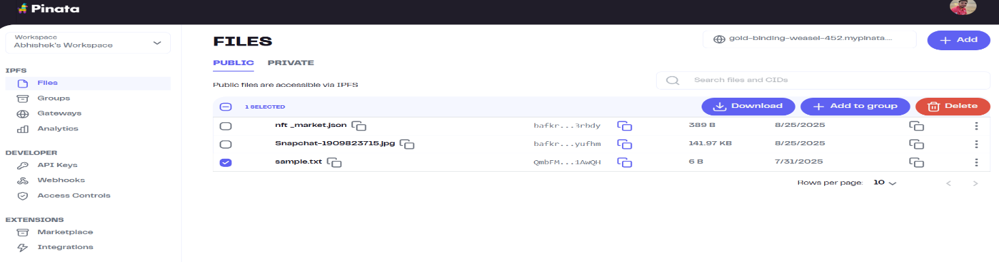 Pinata
Workspace
Abhishek's Workspace
IPFS
Files
Groups
Gateways
Analytics
DEVELOPER
API Keys
Webhooks
Access Controls
EXTENSIONS
Marketplace
Integrations
FILES
gold-binding-weasel-452.mypinata....
Add
PUBLIC PRIVATE
Public files are accessible via IPFS
Search files and CIDs
1 SELECTED Download Add to group Delete
nft _market.json bafkr...3rbdy 389 B 8/25/2025
Snapchat-1909823715.jpg bafkr...yufhm 141.97 KB 8/25/2025
sample.txt QmbFM...1AwQH 6 B 7/31/2025
Rows per page: 10